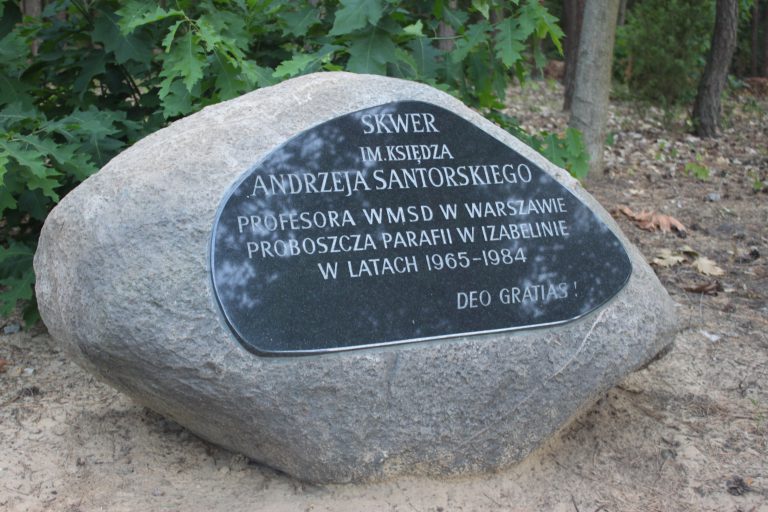 SKWER
IM. KSIĘDZA
ANDRZEJA SANTORSKIEGO
PROFESORA WMSD W WARSZAWIE
PROBOSZCZA PARAFII W IZABELINIE
W LATACH 1965-1984
DEO GRATIAS!